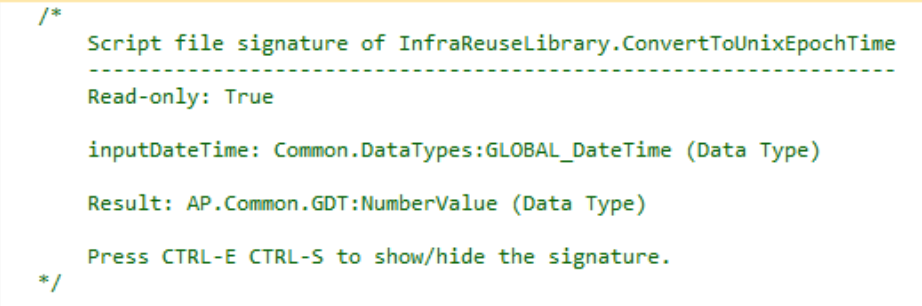 /*
Script file signature of InfraReuseLibrary.ConvertToUnixEpochTime
-----------------------------------------------------------------
Read-only: True
inputDateTime: Common.DataTypes:GLOBAL_DateTime (Data Type)
Result: AP.Common.GDT:NumberValue (Data Type)
Press CTRL-E CTRL-S to show/hide the signature.
*/